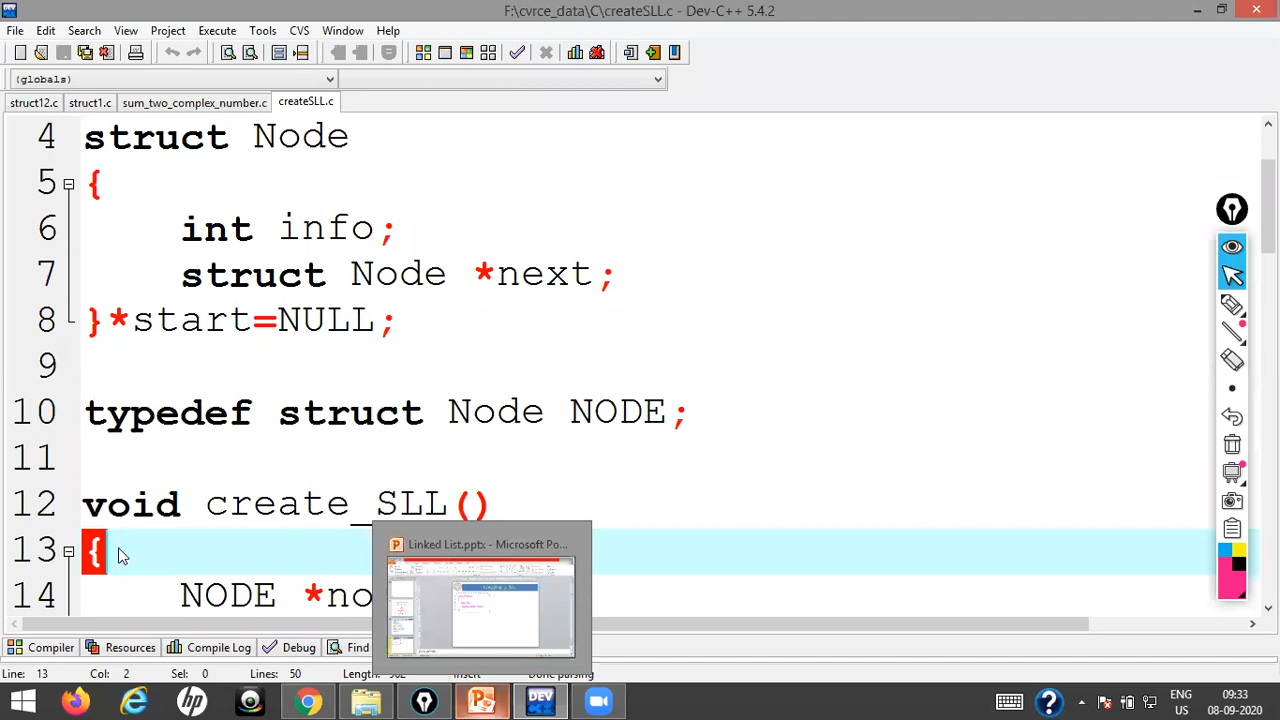 F:\cvrce_data\C\createSLL.c - Dev-C++ 5.4.2
File Edit Search View Project Execute Tools CVS Window Help
(globals)
struct12.c struct1.c sum_two_complex_number.c createSLL.c
4 struct Node
5 {
6 int info;
7 struct Node *next;
8 }*start=NULL;
9
10 typedef struct Node NODE;
11
12 void create_SLL()
13 {
14 NODE *no
Linked List.pptx - Microsoft Po...
Compiler Resources Compile Log Debug Find
Line: 13 Col: 2 Sel: 0 Lines: 50 Insert Done parsing
DEV
ENG 09:33
US 08-09-2020